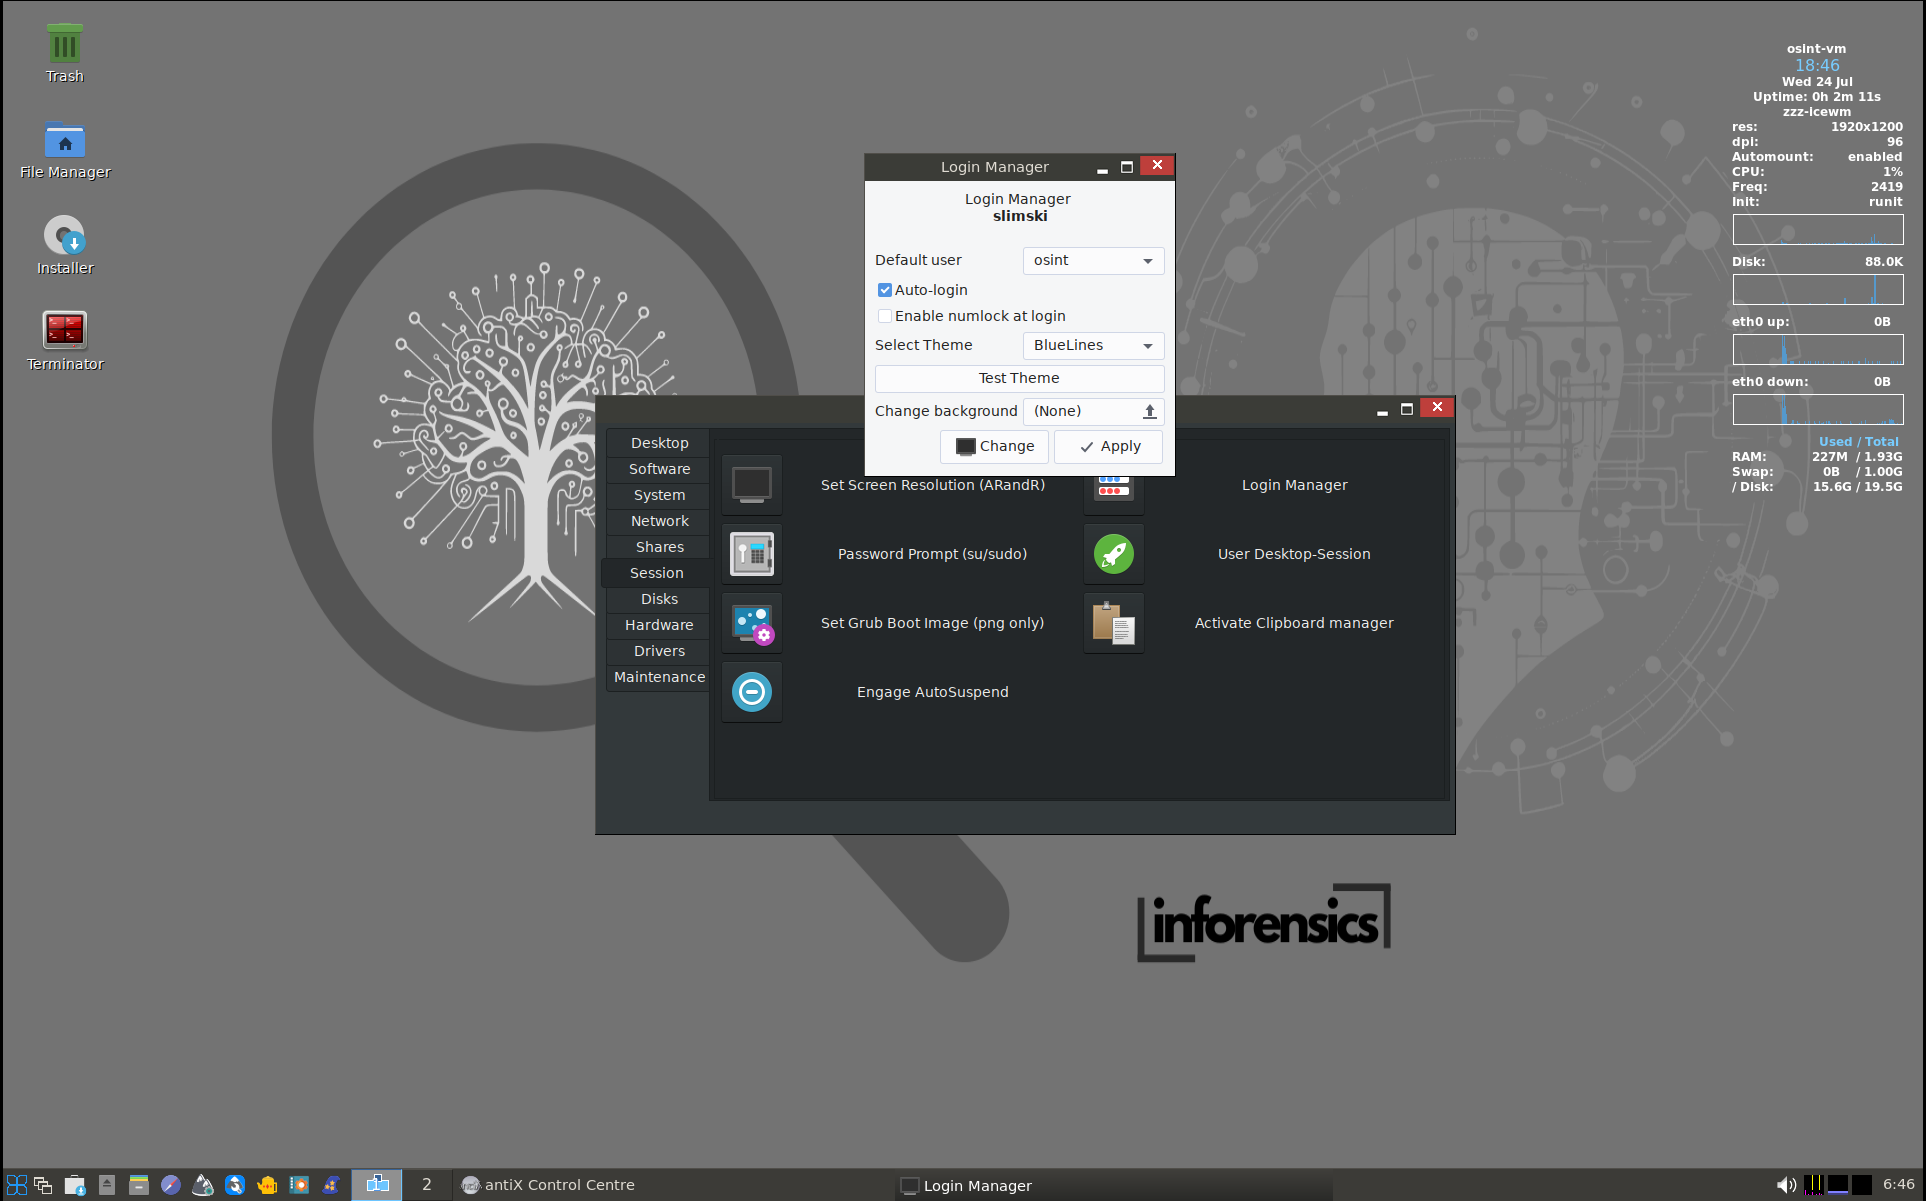 Trash
File Manager
Installer
Terminator
osint-vm
18:46
Wed 24 Jul
Uptime: 0h 2m 11s
zzz-icewm
res: 1920x1200
dpi: 96
Automount: enabled
CPU: 1%
Freq: 2419
Init: runit
Disk: 88.0K
eth0 up: 0B
eth0 down: 0B
Used / Total
RAM: 227M / 1.93G
Swap: 0B / 1.00G
/ Disk: 15.6G / 19.5G
Login Manager
Login Manager
slimski
Default user osint
Auto-login
Enable numlock at login
Select Theme BlueLines
Test Theme
Change background (None)
Change Apply
Desktop
Software
System
Network
Shares
Session
Disks
Hardware
Drivers
Maintenance
Set Screen Resolution (ARandR) Login Manager
Password Prompt (su/sudo) User Desktop-Session
Set Grub Boot Image (png only) Activate Clipboard manager
Engage AutoSuspend
inforensics
2 antiX Control Centre Login Manager 6:46